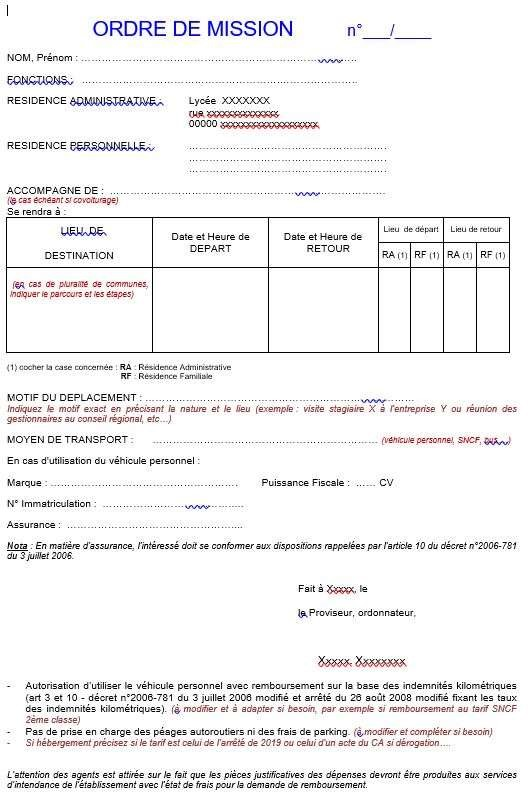 ORDRE DE MISSION n°___/____
NOM, Prénom : ……………………………………………………………………..
FONCTIONS : ……………………………………………………………………….
RESIDENCE ADMINISTRATIVE : Lycée XXXXXXX
rue xxxxxxxxxxxxx
00000 xxxxxxxxxxxxxxxxxx
RESIDENCE PERSONNELLE : …………………………………………………
…………………………………………………
…………………………………………………
ACCOMPAGNE DE : ……………………………………………………………………….
(le cas échéant si covoiturage)
Se rendra à :
LIEU DE DESTINATION
Date et Heure de DEPART
Date et Heure de RETOUR
Lieu de départ
Lieu de retour
RA (1) RF (1) RA (1) RF (1)
(en cas de pluralité de communes,
indiquer le parcours et les étapes)
(1) cocher la case concernée : RA : Résidence Administrative
RF : Résidence Familiale
MOTIF DU DEPLACEMENT : …………………………………………………………………….
Indiquez le motif exact en précisant la nature et le lieu (exemple : visite stagiaire X à l'entreprise Y ou réunion des
gestionnaires au conseil régional, etc…)
MOYEN DE TRANSPORT : ………………………………………………………… (véhicule personnel, SNCF, bus….)
En cas d'utilisation du véhicule personnel :
Marque : ………………………………………………. Puissance Fiscale : …… CV
N° Immatriculation : …………………………………..
Assurance : ……………………………………………..
Nota : En matière d'assurance, l'intéressé doit se conformer aux dispositions rappelées par l'article 10 du décret n°2006-781
du 3 juillet 2006.
Fait à Xxxxx, le
le Proviseur, ordonnateur,
Xxxxx. Xxxxxxxx
- Autorisation d'utiliser le véhicule personnel avec remboursement sur la base des indemnités kilométriques
(art 3 et 10 - décret n°2006-781 du 3 juillet 2006 modifié et arrêté du 26 août 2008 modifié fixant les taux
des indemnités kilométriques). (à modifier et à adapter si besoin, par exemple si remboursement au tarif SNCF
2ème classe)
- Pas de prise en charge des péages autoroutiers ni des frais de parking. (à modifier et compléter si besoin)
- Si hébergement précisez si le tarif est celui de l'arrêté de 2019 ou celui d'un acte du CA si dérogation….
L'attention des agents est attirée sur le fait que les pièces justificatives des dépenses devront être produites aux services
d'intendance de l'établissement avec l'état de frais pour la demande de remboursement.